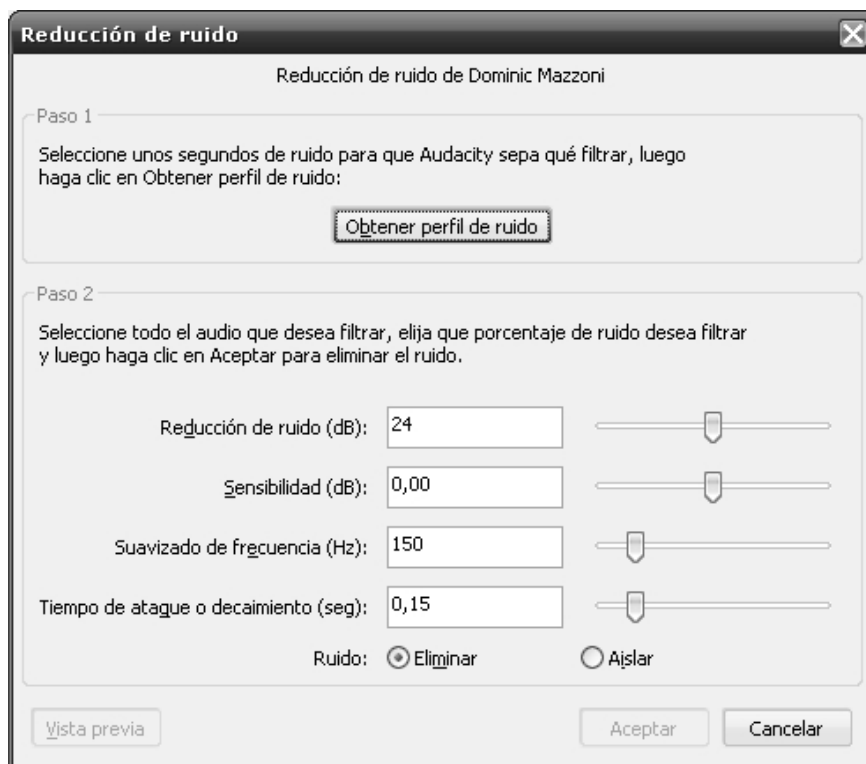 Reducción de ruido
Reducción de ruido de Dominic Mazzoni
Paso 1
Seleccione unos segundos de ruido para que Audacity sepa qué filtrar, luego
haga clic en Obtener perfil de ruido:
Obtener perfil de ruido
Paso 2
Seleccione todo el audio que desea filtrar, elija que porcentaje de ruido desea filtrar
y luego haga clic en Aceptar para eliminar el ruido.
Reducción de ruido (dB): 24
Sensibilidad (dB): 0,00
Suavizado de frecuencia (Hz): 150
Tiempo de ataque o decaimiento (seg): 0,15
Ruido: Eliminar Aislar
Vista previa Aceptar Cancelar